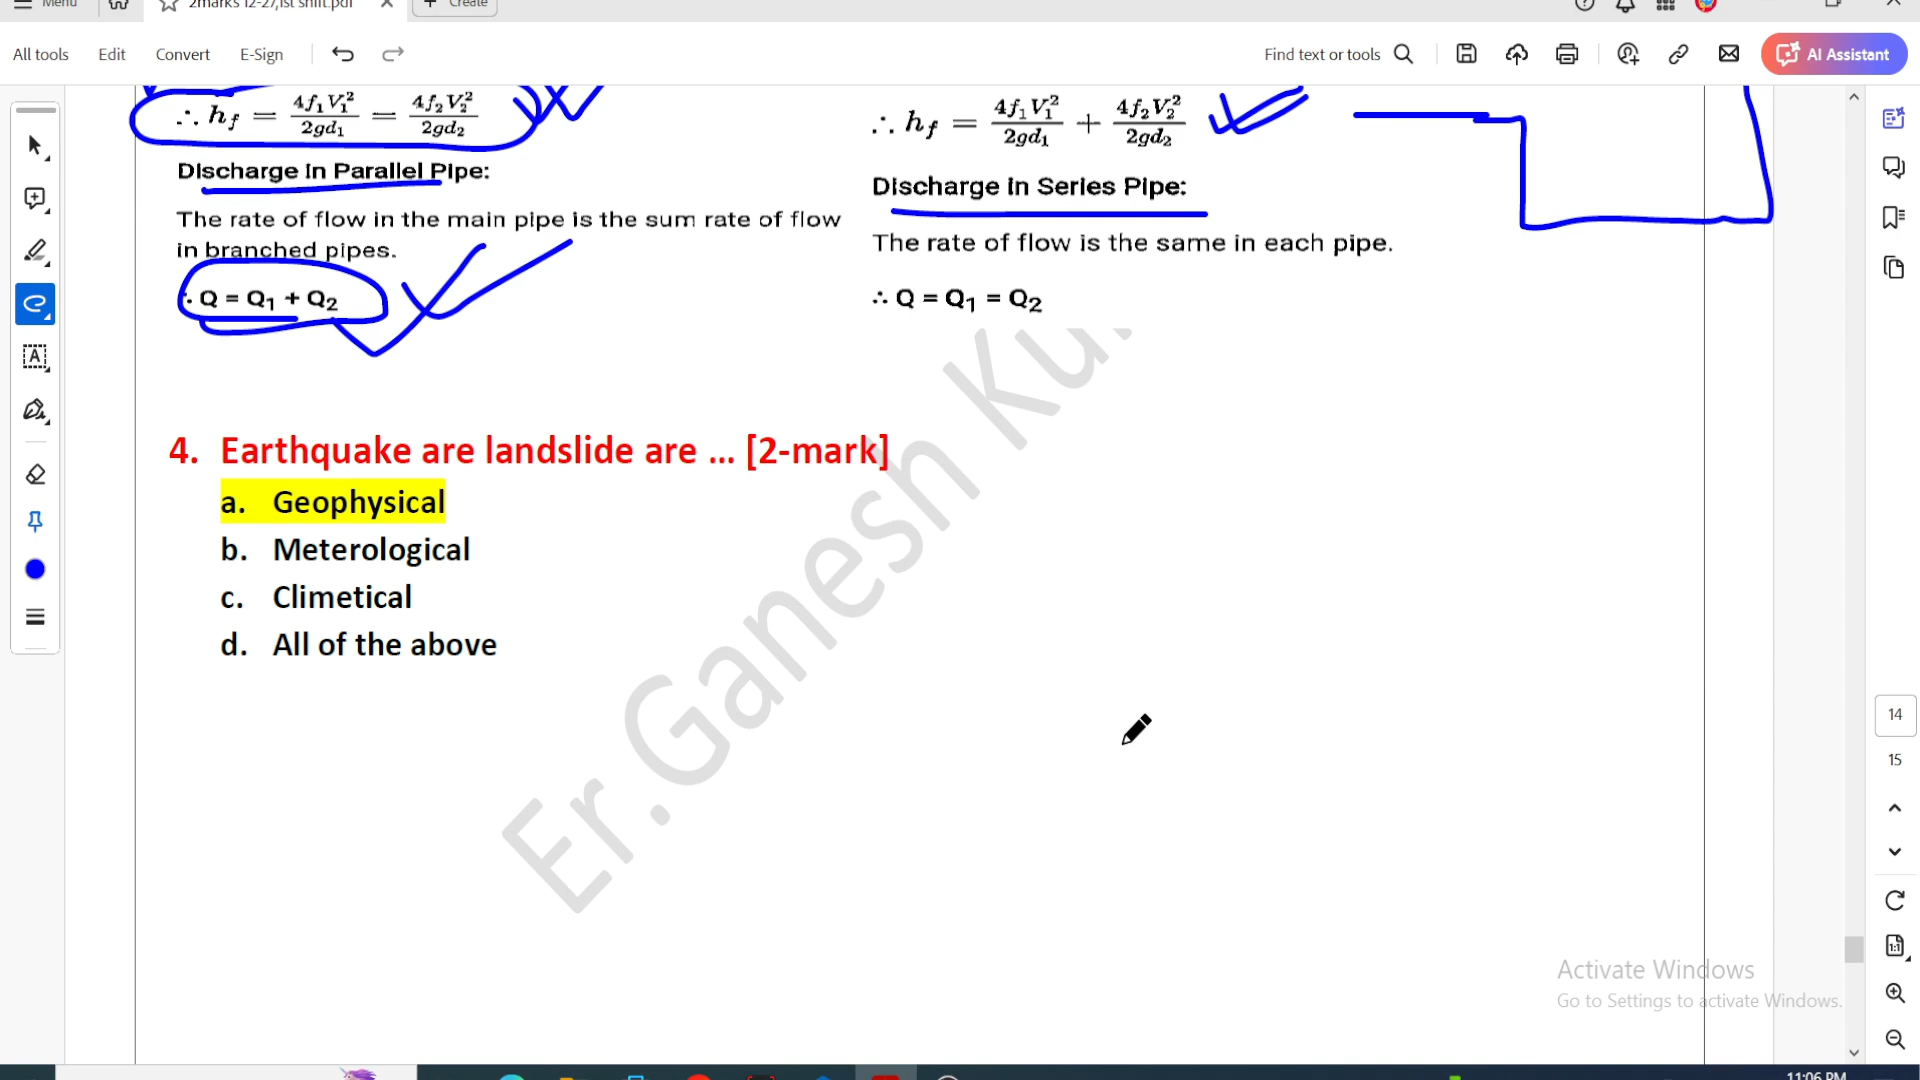 Menu
2marks 12-27,1st shift.pdf
Create
All tools Edit Convert E-Sign
Find text or tools
AI Assistant
∴ h_f = 4f₁V₁²/2gd₁ = 4f₂V₂²/2gd₂
Discharge in Parallel Pipe:
The rate of flow in the main pipe is the sum rate of flow
in branched pipes.
∴ Q = Q₁ + Q₂
∴ h_f = 4f₁V₁²/2gd₁ + 4f₂V₂²/2gd₂
Discharge in Series Pipe:
The rate of flow is the same in each pipe.
∴ Q = Q₁ = Q₂
4. Earthquake are landslide are ... [2-mark]
a. Geophysical
b. Meterological
c. Climetical
d. All of the above
Er.Ganesh Ku
14
15
Activate Windows
Go to Settings to activate Windows.
11:06 PM